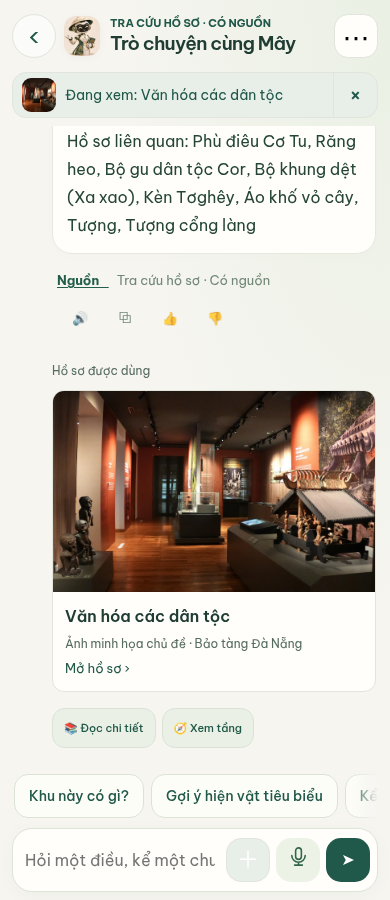 TRA CỨU HỒ SƠ · CÓ NGUỒN
Trò chuyện cùng Mây
Đang xem: Văn hóa các dân tộc
Hồ sơ liên quan: Phù điêu Cơ Tu, Răng
heo, Bộ gu dân tộc Cor, Bộ khung dệt
(Xa xao), Kèn Tơghêy, Áo khố vỏ cây,
Tượng, Tượng cổng làng
Nguồn Tra cứu hồ sơ · Có nguồn
Hồ sơ được dùng
Văn hóa các dân tộc
Ảnh minh họa chủ đề · Bảo tàng Đà Nẵng
Mở hồ sơ ›
Đọc chi tiết Xem tầng
Khu này có gì? Gợi ý hiện vật tiêu biểu
Hỏi một điều, kể một